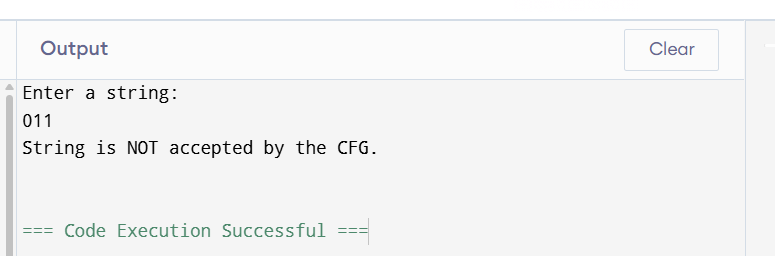 Output
Clear
Enter a string:
011
String is NOT accepted by the CFG.
=== Code Execution Successful ===